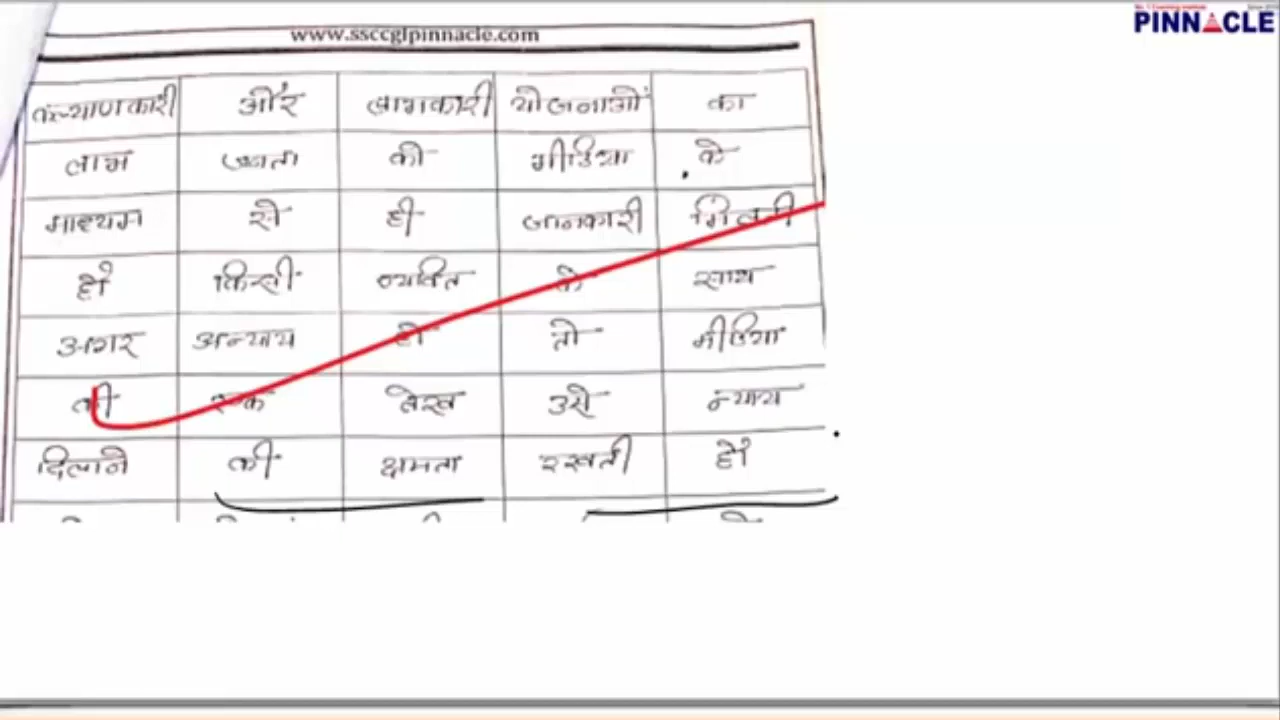 PINNACLE
www.ssccglpinnacle.com
कल्याणकारी और लाभकारी योजनाओं का
लाभ जनता की मीडिया के
माध्यम से ही जानकारी मिलती
हैं किसी व्यक्ति के साथ
अगर अन्याय हो तो मीडिया
की एक लेख उसे न्याय
दिलाने की क्षमता रखती हैं